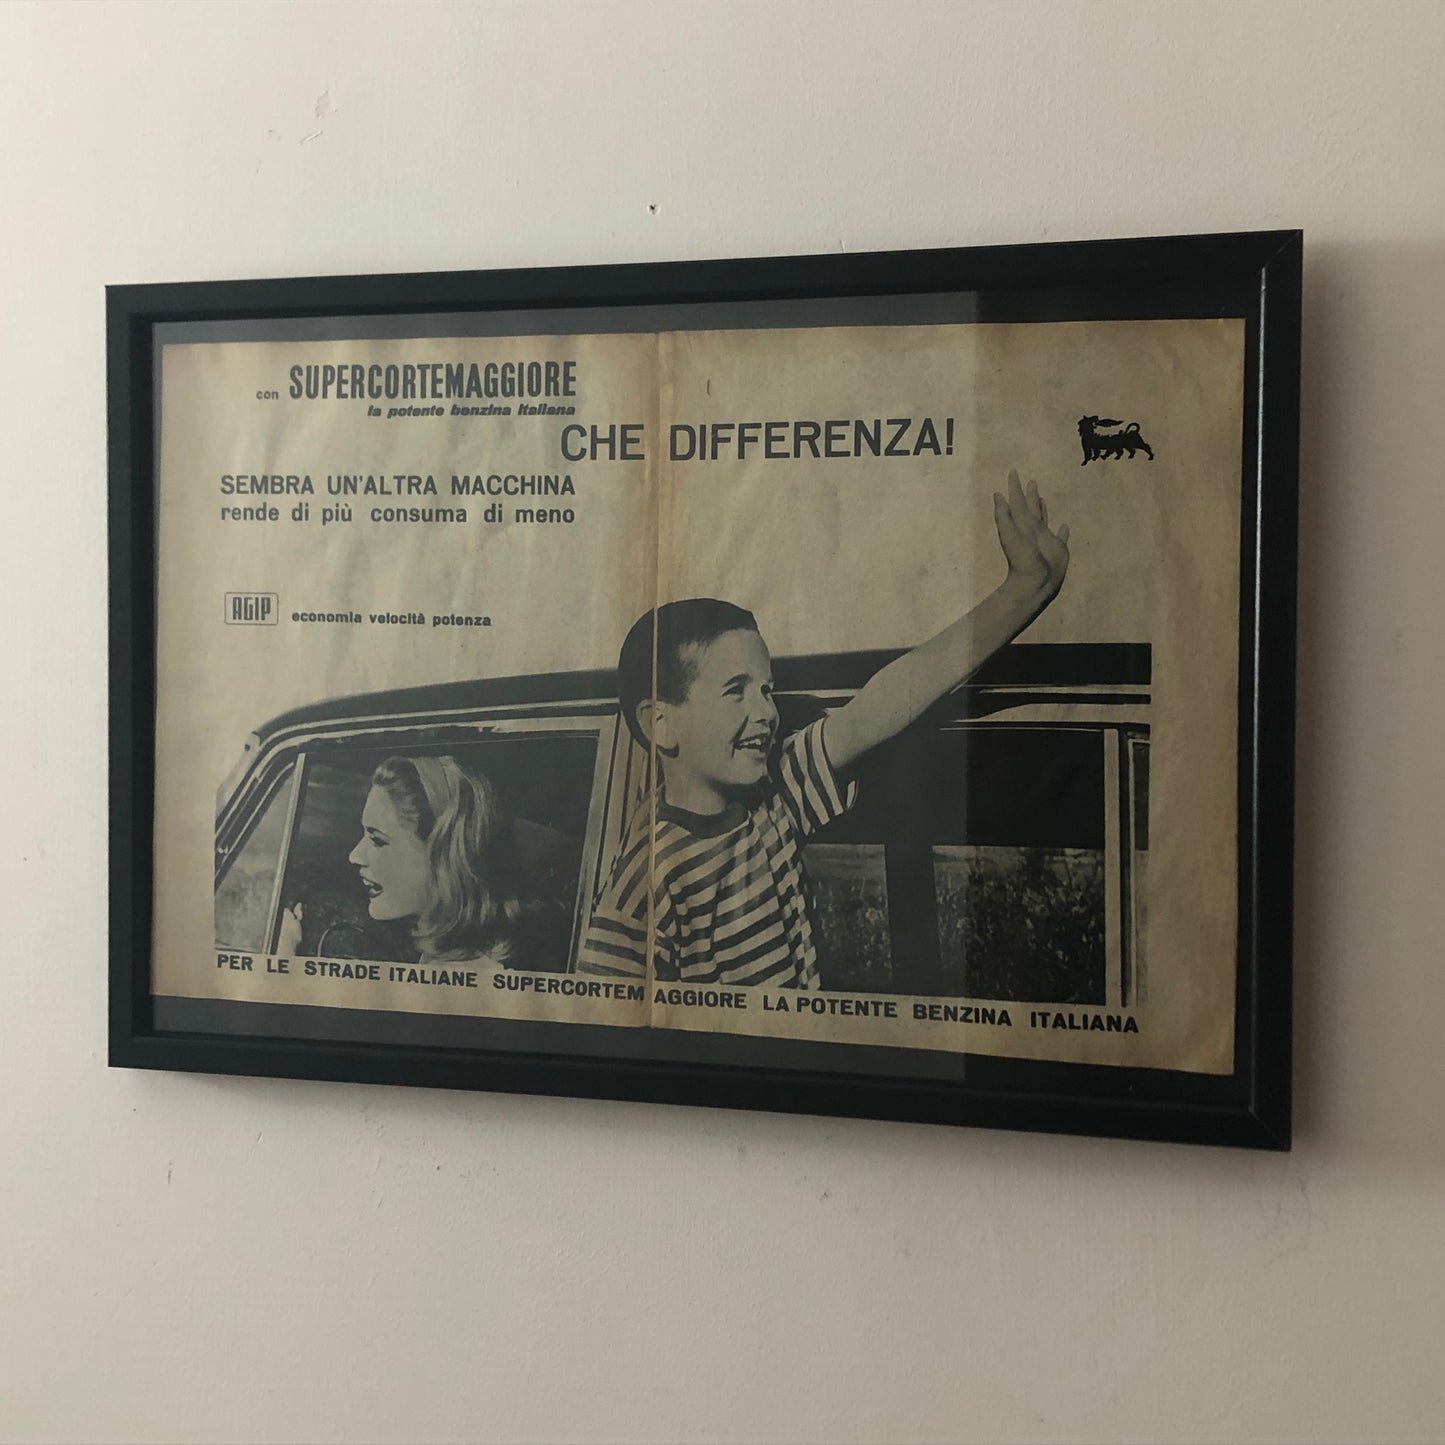 con SUPERCORTEMAGGIORE
la potente benzina italiana
CHE DIFFERENZA!
SEMBRA UN'ALTRA MACCHINA
rende di più consuma di meno
AGIP economia velocità potenza
PER LE STRADE ITALIANE SUPERCORTEMAGGIORE LA POTENTE BENZINA ITALIANA